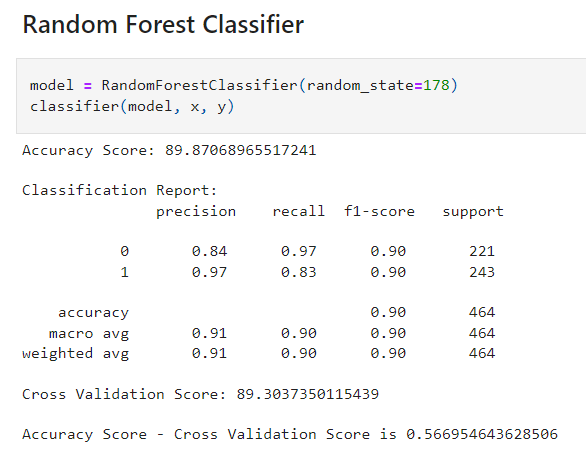 Random Forest Classifier
model = RandomForestClassifier(random_state=178)
classifier(model, x, y)
Accuracy Score: 89.87068965517241
Classification Report:
precision recall f1-score support
0 0.84 0.97 0.90 221
1 0.97 0.83 0.90 243
accuracy 0.90 464
macro avg 0.91 0.90 0.90 464
weighted avg 0.91 0.90 0.90 464
Cross Validation Score: 89.3037350115439
Accuracy Score - Cross Validation Score is 0.566954643628506